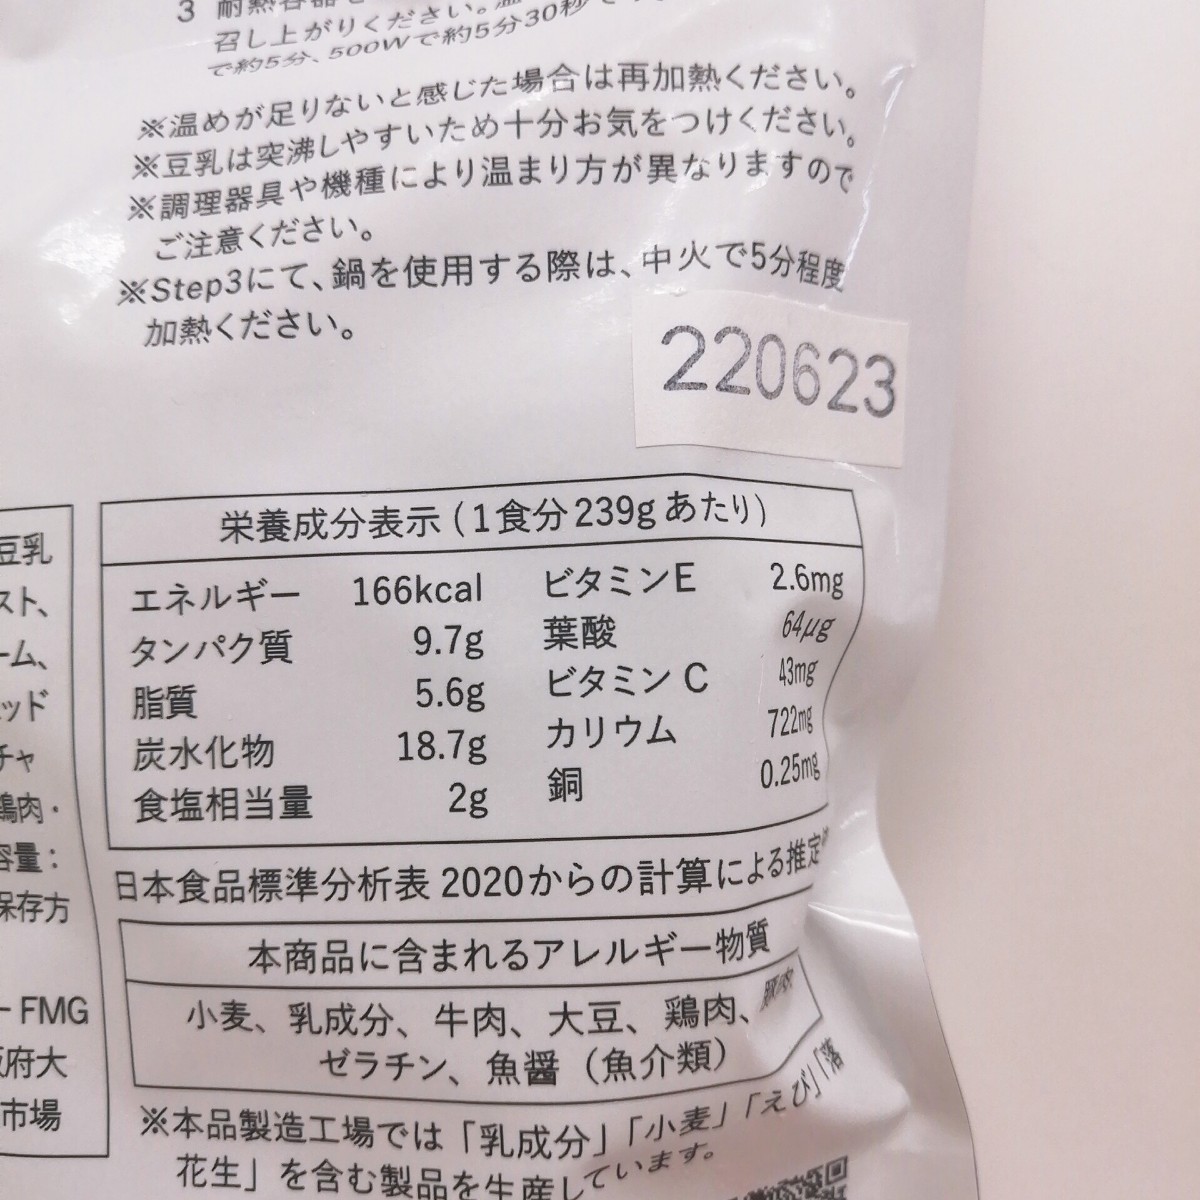 3 耐熱容器
召し上がりください。
で約5分、500Wで約5分30秒
※温めが足りないと感じた場合は再加熱ください。
※豆乳は突沸しやすいため十分お気をつけください。
※調理器具や機種により温まり方が異なりますので
ご注意ください。
※Step3にて、鍋を使用する際は、中火で5分程度
加熱ください。
220623
栄養成分表示(1食分239gあたり)
エネルギー 166kcal
タンパク質 9.7g
脂質 5.6g
炭水化物 18.7g
食塩相当量 2g
ビタミンE 2.6mg
葉酸 64μg
ビタミンC 43mg
カリウム 722mg
銅 0.25mg
日本食品標準分析表 2020からの計算による推定
本商品に含まれるアレルギー物質
小麦、乳成分、牛肉、大豆、鶏肉、豚肉
ゼラチン、魚醤(魚介類)
※本品製造工場では「乳成分」「小麦」「えび」「落
花生」を含む製品を生産しています。
豆乳
スト、
ーム、
ッド
チャ
鶏肉・
容量:
保存方
ー FMG
阪府大
市場